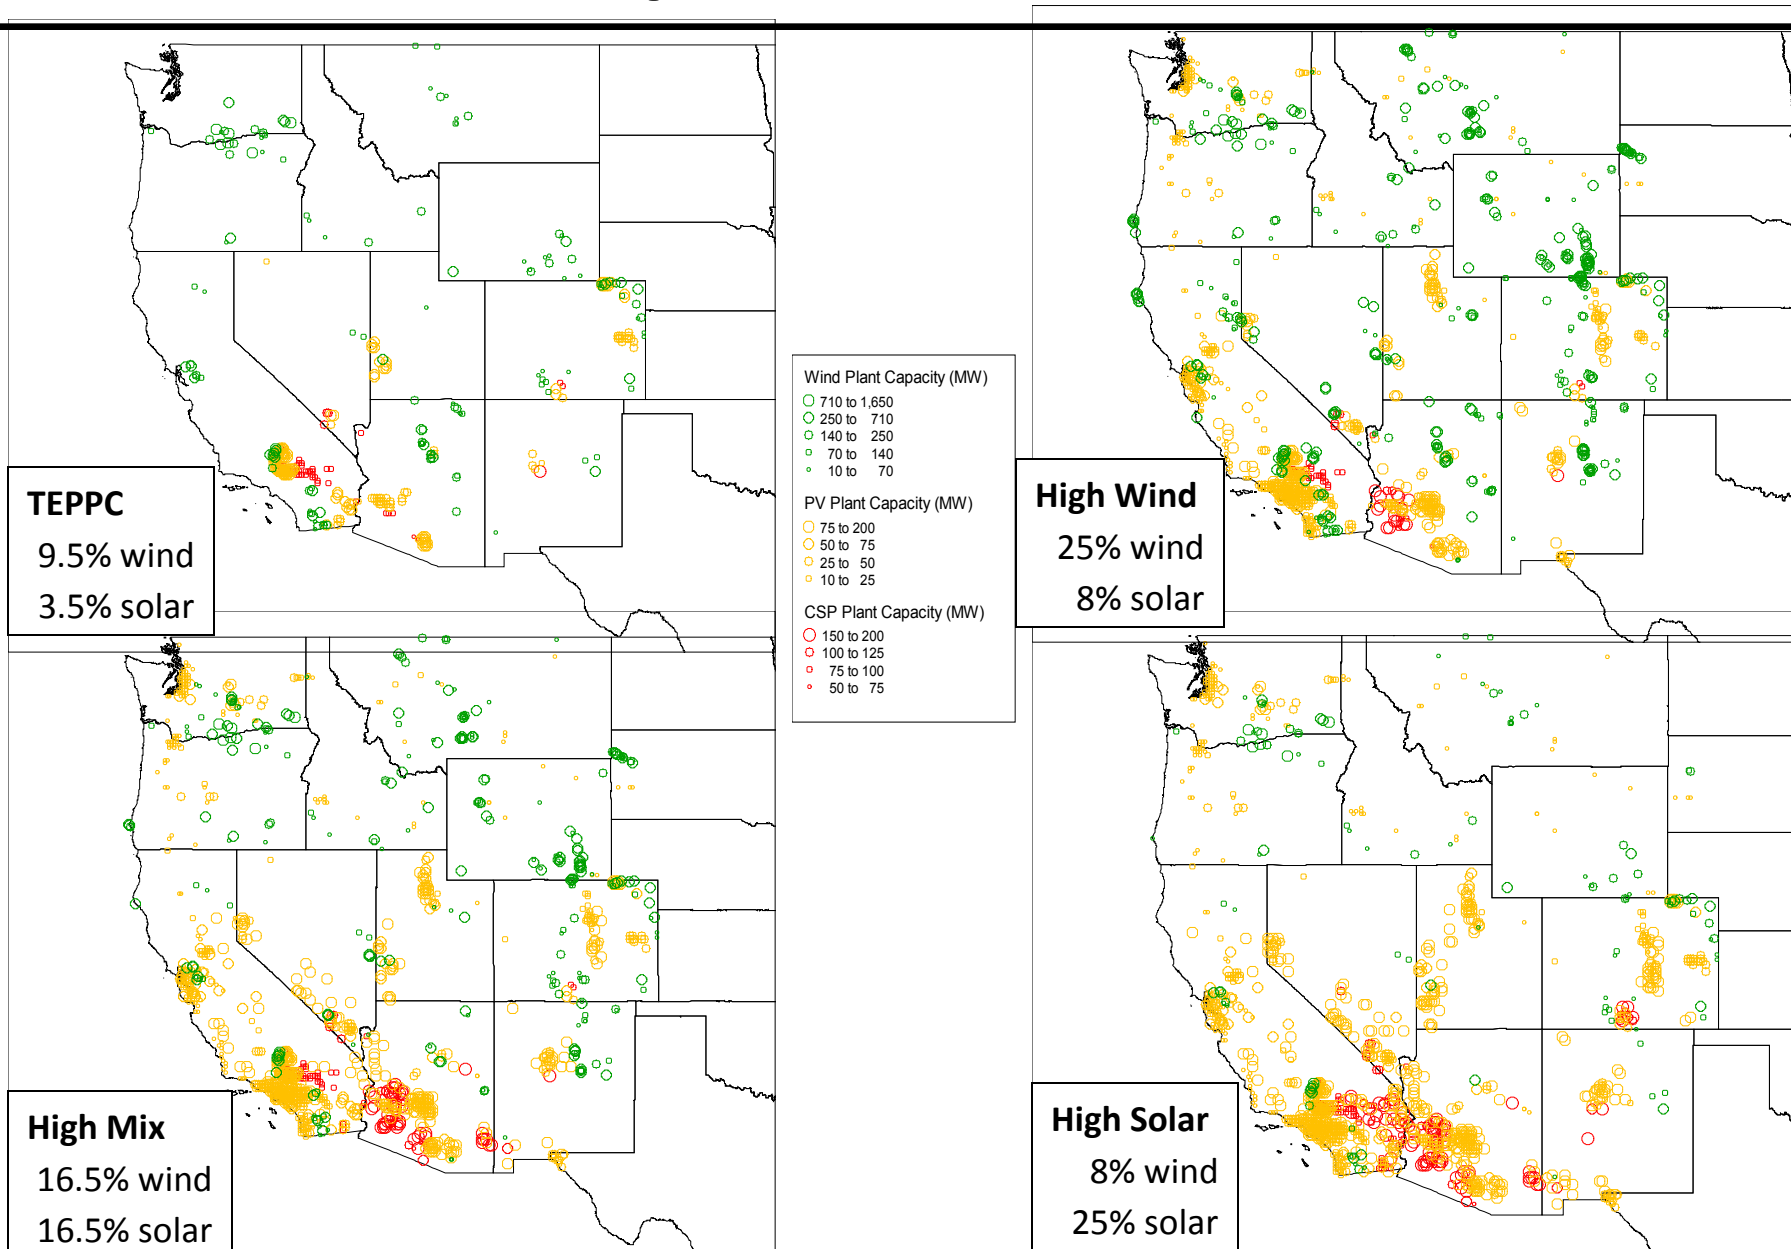 TEPPC
9.5% wind
3.5% solar
Wind Plant Capacity (MW)
710 to 1,650
250 to 710
140 to 250
70 to 140
10 to 70
PV Plant Capacity (MW)
75 to 200
50 to 75
25 to 50
10 to 25
CSP Plant Capacity (MW)
150 to 200
100 to 125
75 to 100
50 to 75
High Wind
25% wind
8% solar
High Mix
16.5% wind
16.5% solar
High Solar
8% wind
25% solar